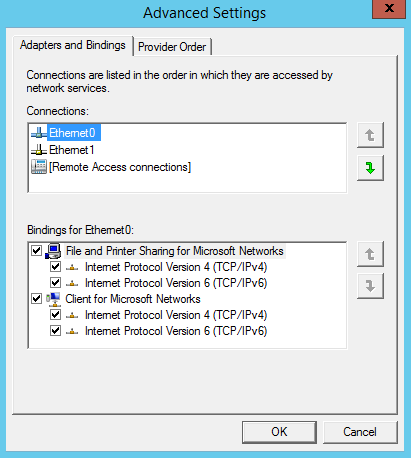 Advanced Settings
x
Adapters and Bindings
Provider Order
Connections are listed in the order in which they are accessed by
network services.
Connections:
Ethernet0
Ethernet1
[Remote Access connections]
Bindings for Ethernet0:
File and Printer Sharing for Microsoft Networks
Internet Protocol Version 4 (TCP/IPv4)
Internet Protocol Version 6 (TCP/IPv6)
Client for Microsoft Networks
Internet Protocol Version 4 (TCP/IPv4)
Internet Protocol Version 6 (TCP/IPv6)
OK
Cancel